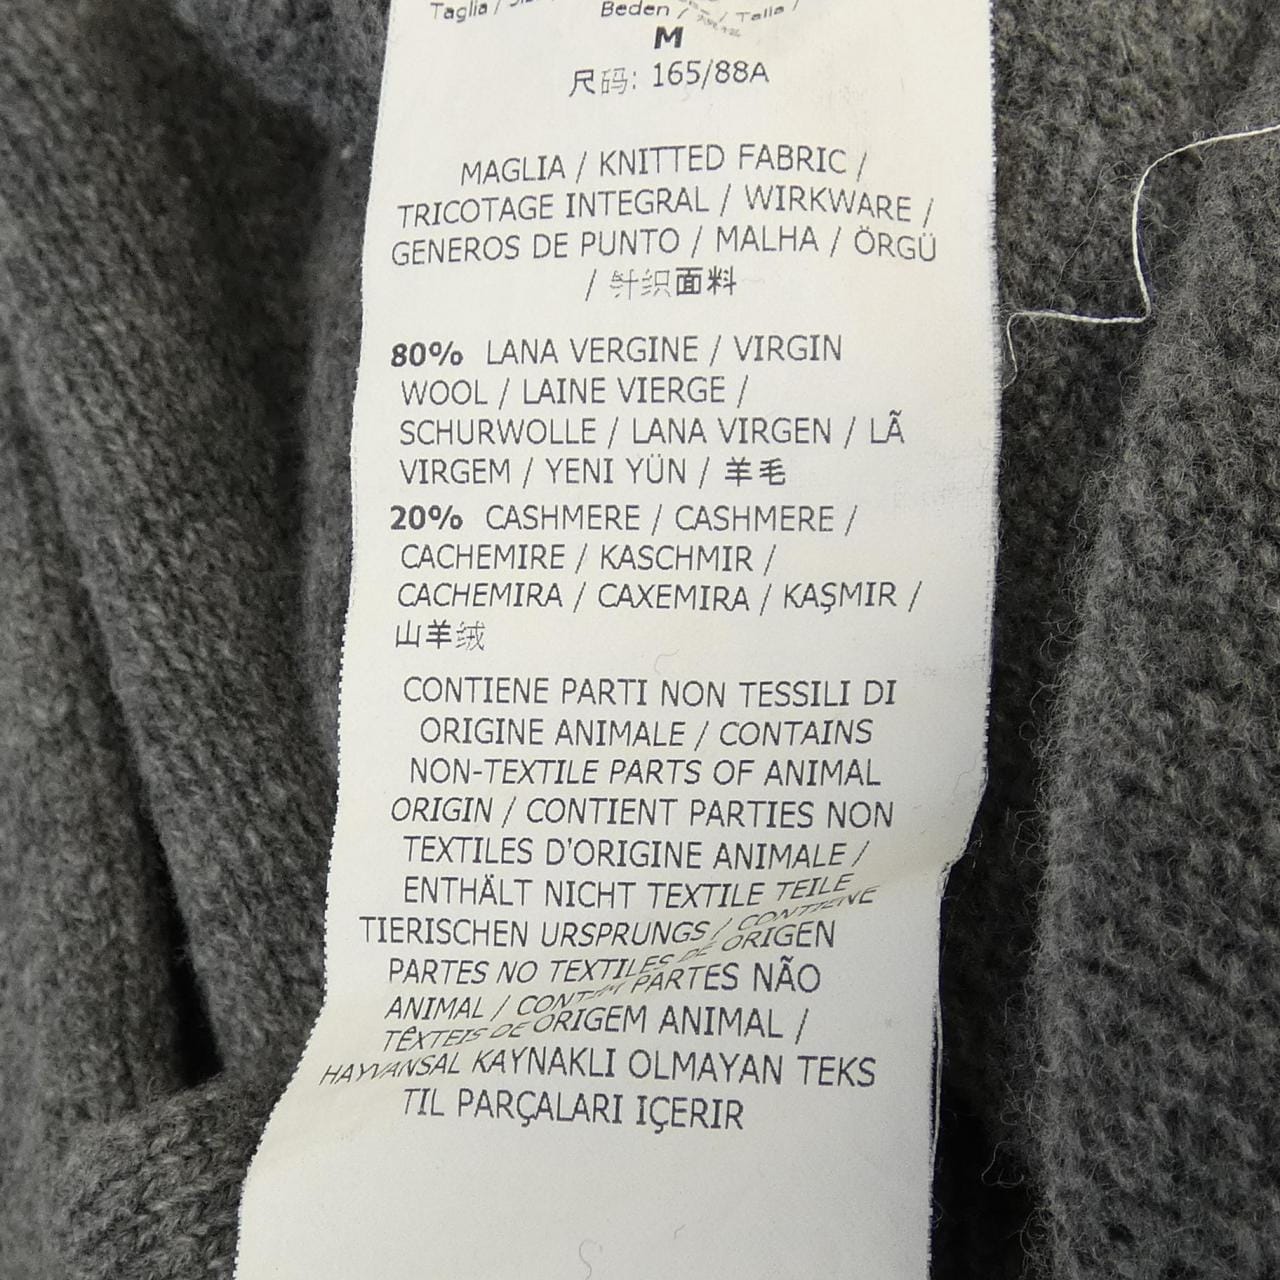 Taglia /
Beden / Talla /
M
尺码: 165/88A
MAGLIA / KNITTED FABRIC /
TRICOTAGE INTEGRAL / WIRKWARE /
GENEROS DE PUNTO / MALHA / ÖRGÜ
/ 针织面料
80% LANA VERGINE / VIRGIN
WOOL / LAINE VIERGE /
SCHURWOLLE / LANA VIRGEN / LÃ
VIRGEM / YENI YÜN / 羊毛
20% CASHMERE / CASHMERE /
CACHEMIRE / KASCHMIR /
CACHEMIRA / CAXEMIRA / KAŞMIR /
山羊绒
CONTIENE PARTI NON TESSILI DI
ORIGINE ANIMALE / CONTAINS
NON-TEXTILE PARTS OF ANIMAL
ORIGIN / CONTIENT PARTIES NON
TEXTILES D'ORIGINE ANIMALE /
ENTHÄLT NICHT TEXTILE TEILE
TIERISCHEN URSPRUNGS / CONTIENE
PARTES NO TEXTILES DE ORIGEN
ANIMAL / CONTÉM PARTES NÃO
TÊXTEIS DE ORIGEM ANIMAL /
HAYVANSAL KAYNAKLI OLMAYAN TEKS
TIL PARÇALARI IÇERIR